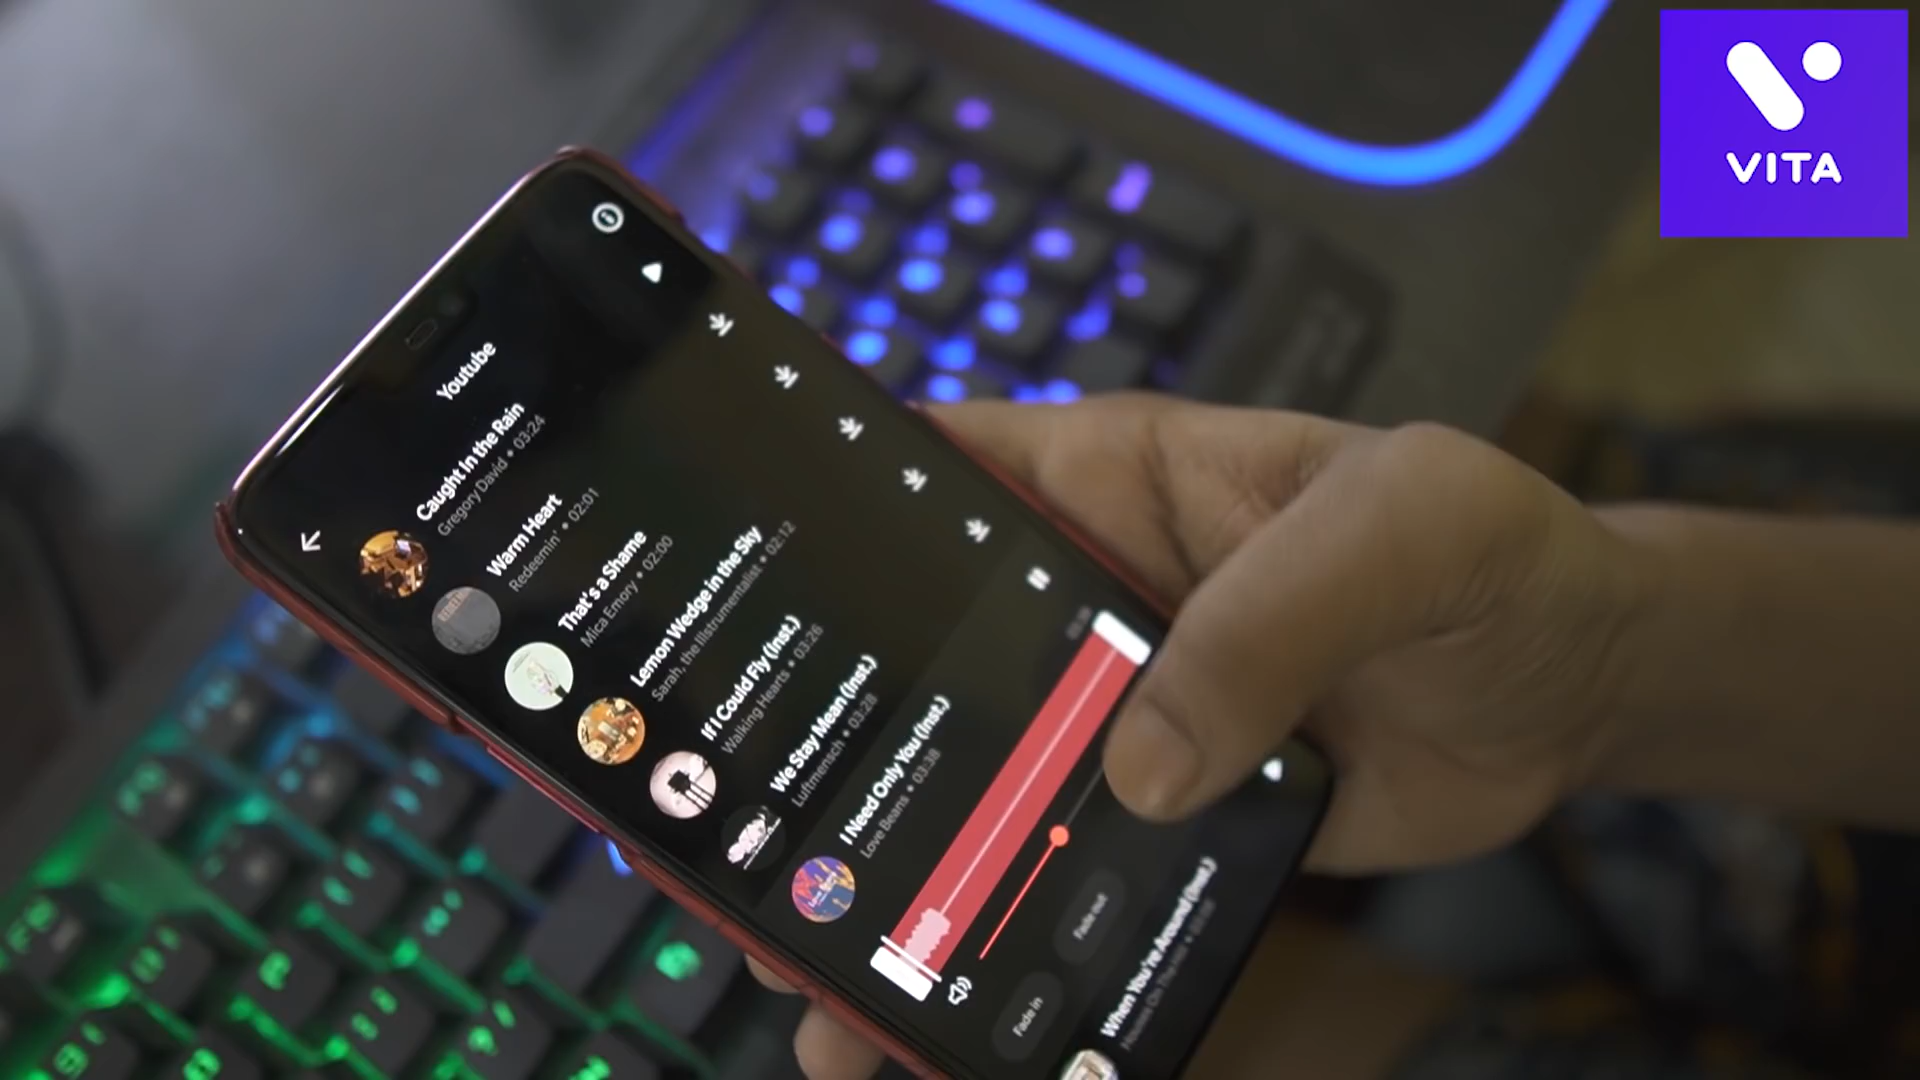 VITA
Youtube
Caught in the Rain
Gregory David • 03:24
Warm Heart
Redeemin' • 02:01
That's a Shame
Mica Emory • 02:00
Lemon Wedge in the Sky
Sarah, the Illstrumentalist • 02:12
If I Could Fly (Inst.)
Walking Hearts • 03:26
We Stay Mean (Inst.)
Luftmensch • 03:28
I Need Only You (Inst.)
Love Beans • 03:38
Fade in
Fade out
When You're Around (Inst.)